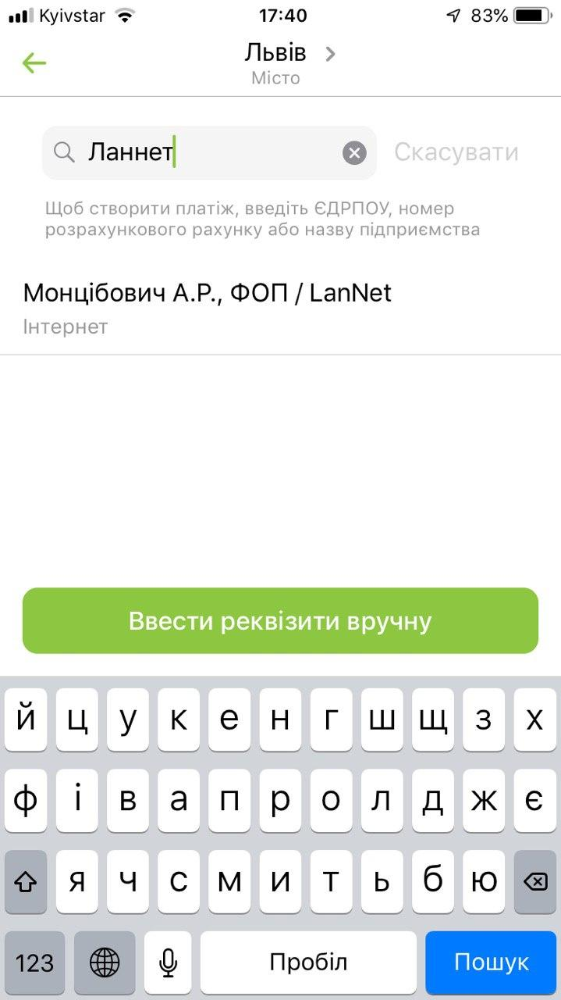 Kyivstar 17:40 83%
Львів
Місто
Ланнет Скасувати
Щоб створити платіж, введіть ЄДРПОУ, номер
розрахункового рахунку або назву підприємства
Монцібович А.Р., ФОП / LanNet
Інтернет
Ввести реквізити вручну
й ц у к е н г ш щ з х
ф і в а п р о л д ж є
я ч с м и т ь б ю
123 Пробіл Пошук